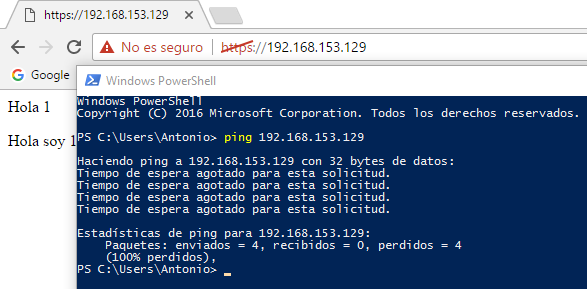 https://192.168.153.129
No es seguro https://192.168.153.129
Google
Hola 1
Hola soy 1
Windows PowerShell
Windows PowerShell
Copyright (C) 2016 Microsoft Corporation. Todos los derechos reservados.
PS C:\Users\Antonio> ping 192.168.153.129
Haciendo ping a 192.168.153.129 con 32 bytes de datos:
Tiempo de espera agotado para esta solicitud.
Tiempo de espera agotado para esta solicitud.
Tiempo de espera agotado para esta solicitud.
Tiempo de espera agotado para esta solicitud.
Estadísticas de ping para 192.168.153.129:
Paquetes: enviados = 4, recibidos = 0, perdidos = 4
(100% perdidos),
PS C:\Users\Antonio> _